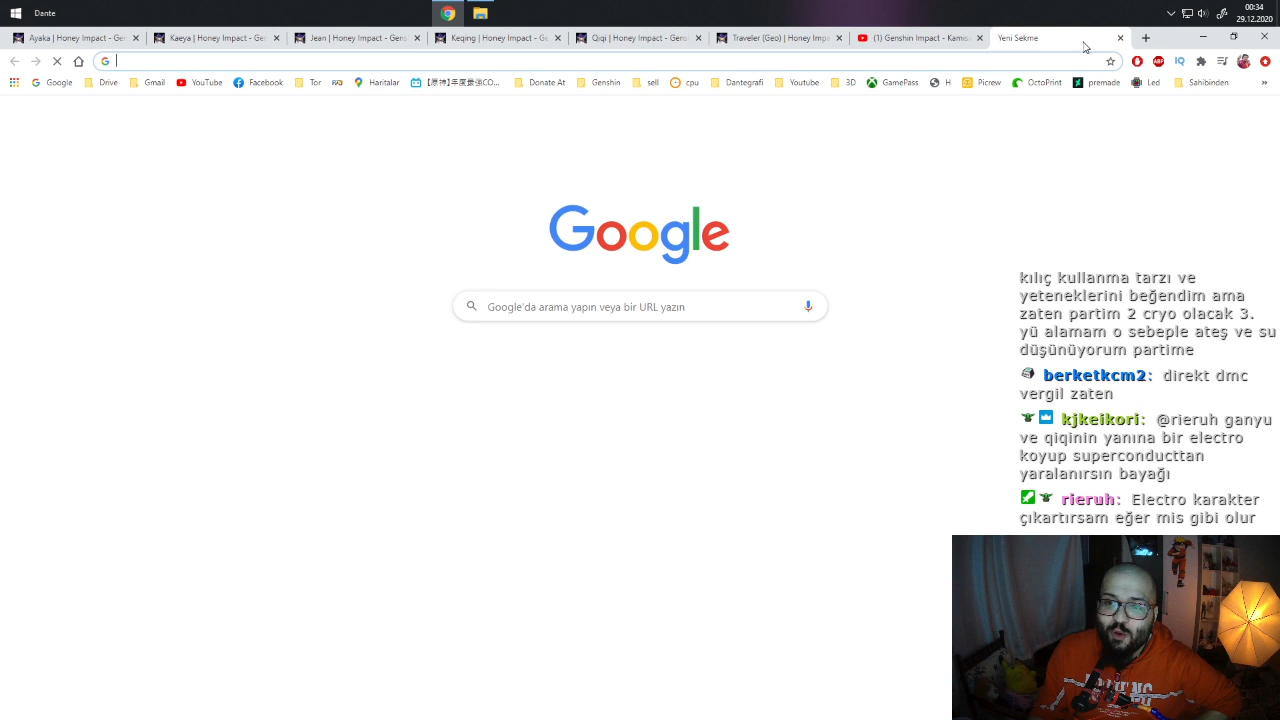 Dante
00:34
29.12.2020
Ayaka | Honey Impact - Gen
Kaeya | Honey Impact - Gen
Jean | Honey Impact - Gens
Keqing | Honey Impact - Ge
Qiqi | Honey Impact - Gens
Traveler (Geo) | Honey Imp
(1) Genshin Impact - Kamis
Yeni Sekme
Google
Drive
Gmail
YouTube
Facebook
Tor
Haritalar
Donate At
Genshin
sell
cpu
Dantegrafi
Youtube
3D
GamePass
H
Picrew
OctoPrint
premade
Led
Sahibinden
»
Google
Google'da arama yapın veya bir URL yazın
kılıç kullanma tarzı ve
yeteneklerini beğendim ama
zaten partim 2 cryo olacak 3.
yü alamam o sebeple ateş ve su
düşünüyorum partime
berketkcm2: direkt dmc
vergil zaten
kjkeikori: @rieruh ganyu
ve qiqinin yanına bir electro
koyup superconducttan
yaralanırsın bayağı
rieruh: Electro karakter
çıkartırsam eğer mis gibi olur